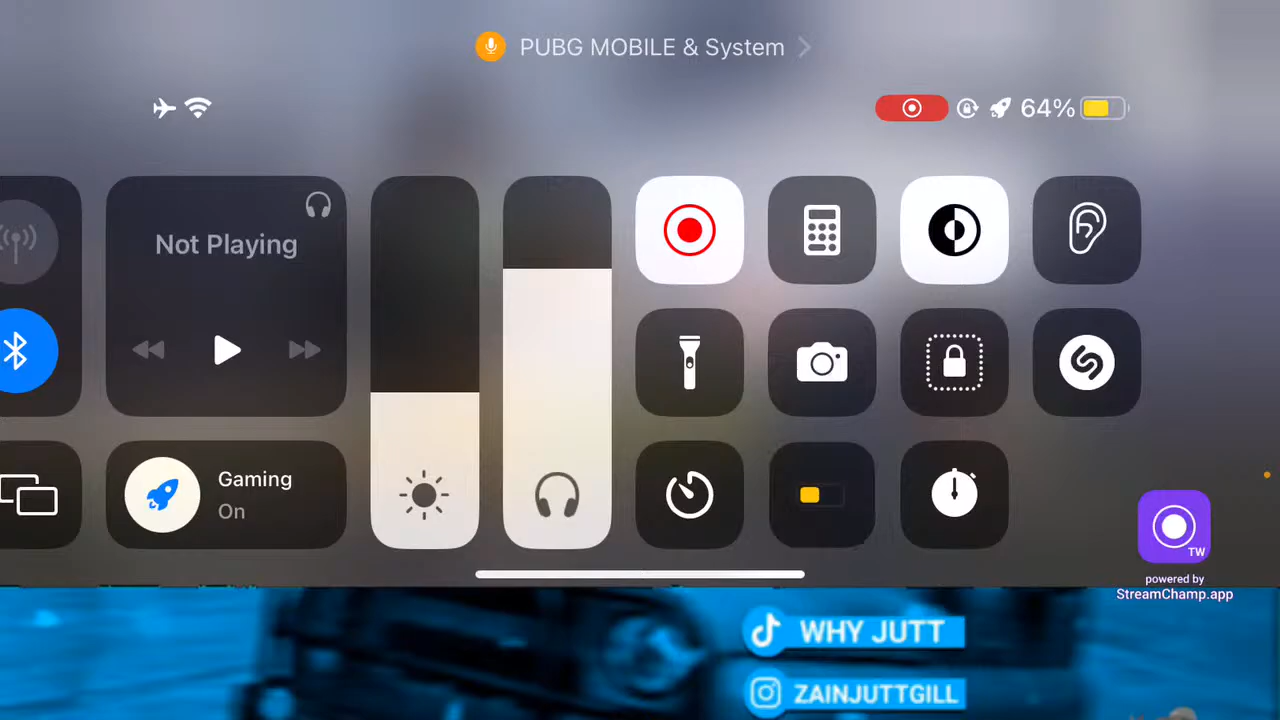 PUBG MOBILE & System
64%
Not Playing
Gaming
On
TW
powered by
StreamChamp.app
WHY JUTT
ZAINJUTTGILL